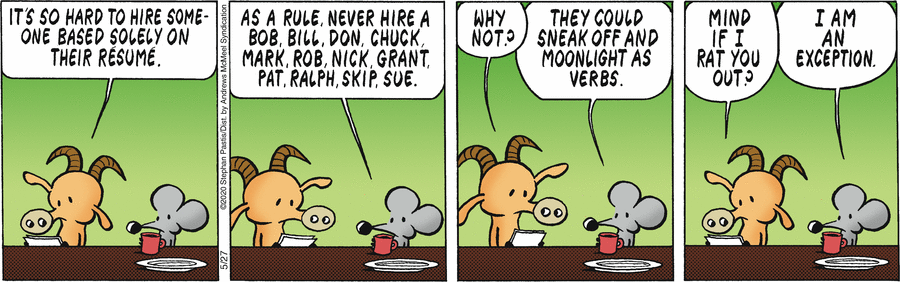 IT'S SO HARD TO HIRE SOME-
ONE BASED SOLELY ON
THEIR RÉSUMÉ.
©2020 Stephan Pastis/Dist. by Andrews McMeel Syndication
5/27
AS A RULE, NEVER HIRE A
BOB, BILL, DON, CHUCK,
MARK, ROB, NICK, GRANT,
PAT, RALPH, SKIP, SUE.
WHY
NOT?
THEY COULD
SNEAK OFF AND
MOONLIGHT AS
VERBS.
MIND
IF I
RAT YOU
OUT?
I AM
AN
EXCEPTION.